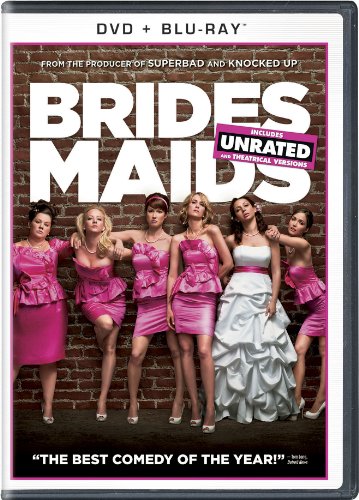 DVD + BLU-RAY™
FROM THE PRODUCER OF SUPERBAD AND KNOCKED UP
BRIDES
MAIDS
INCLUDES
UNRATED
AND THEATRICAL VERSIONS
"THE BEST COMEDY OF THE YEAR!"